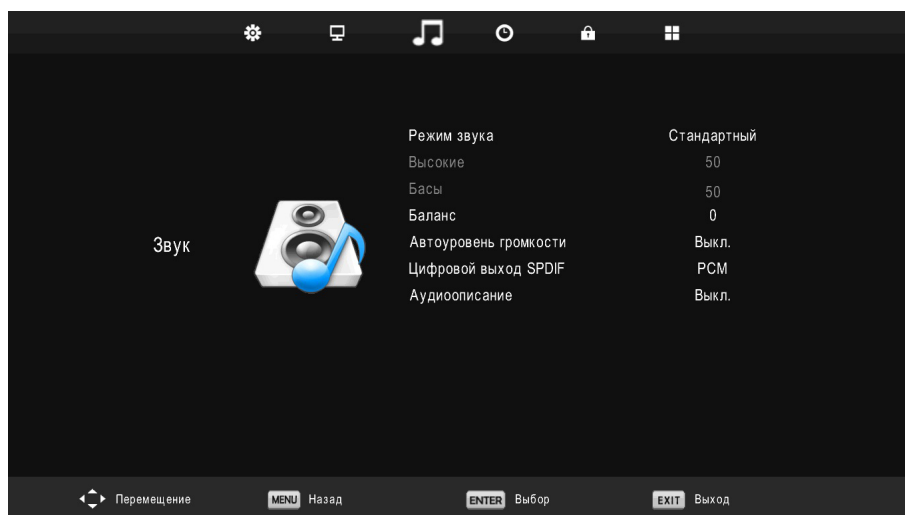 Режим звука Стандартный
Высокие 50
Басы 50
Баланс 0
Звук
Автоуровень громкости Выкл.
Цифровой выход SPDIF PCM
Аудиоописание Выкл.
Перемещение MENU Назад ENTER Выбор EXIT Выход